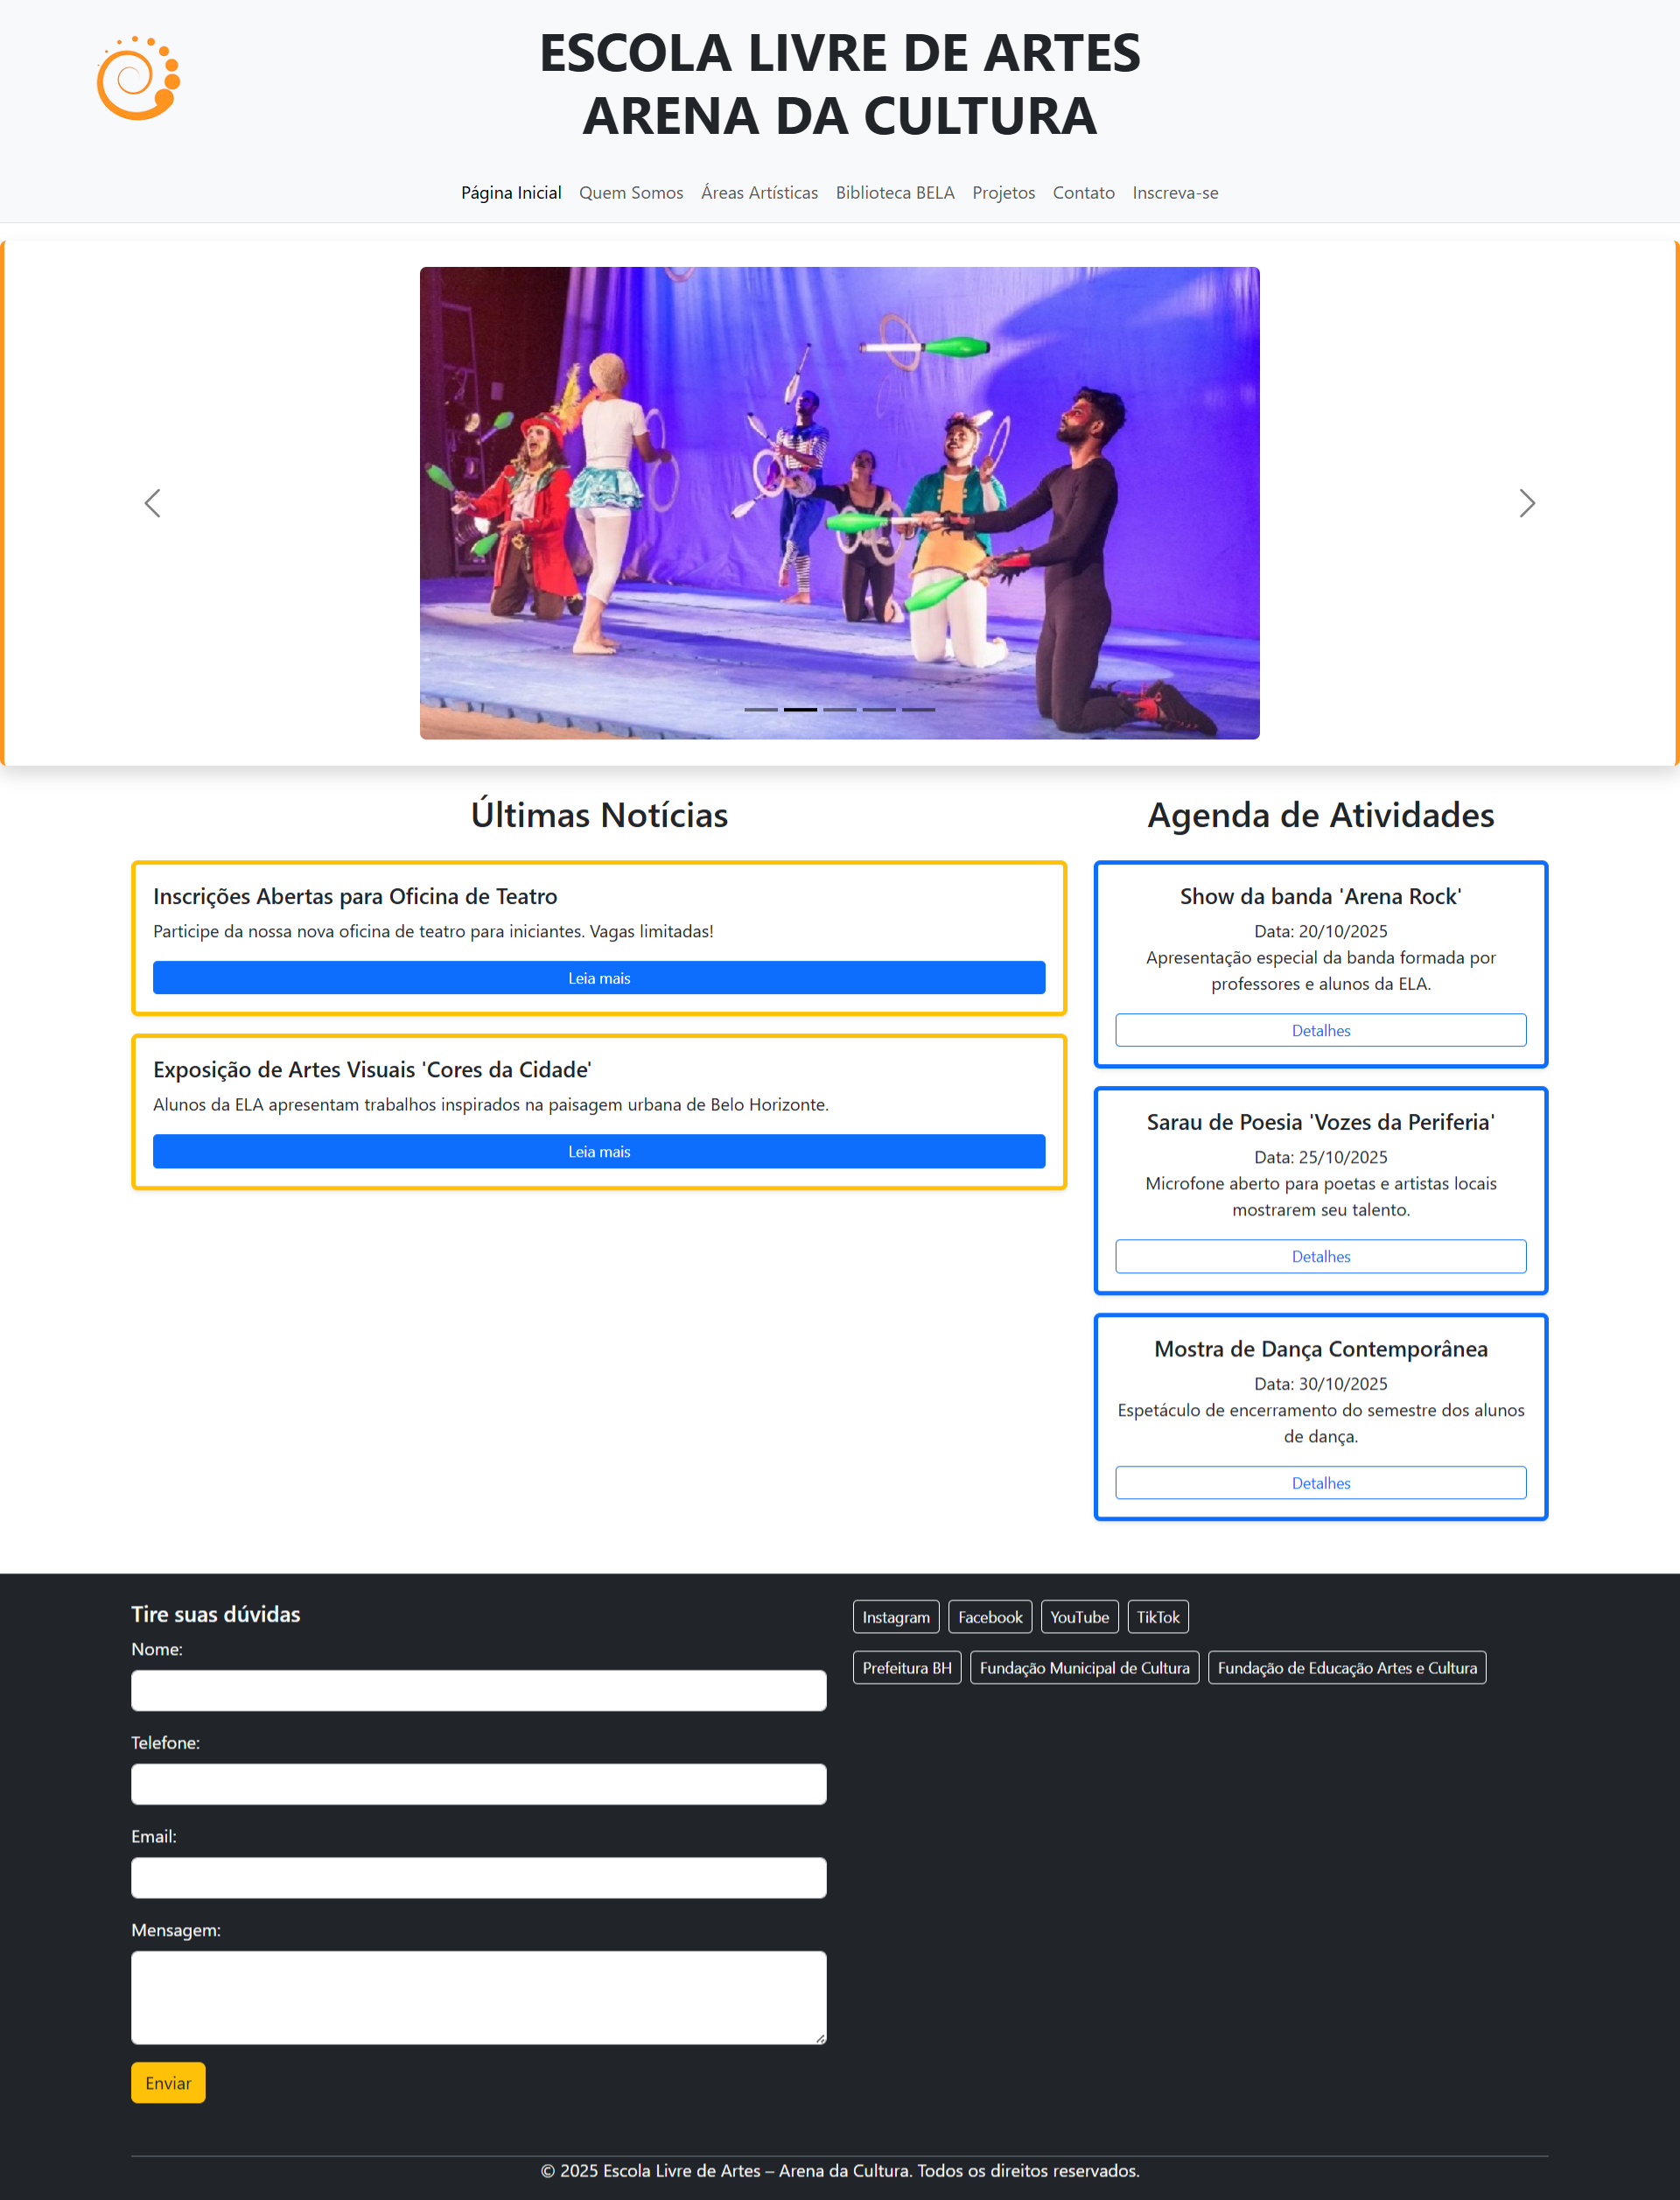 ESCOLA LIVRE DE ARTES
ARENA DA CULTURA
Página Inicial Quem Somos Áreas Artísticas Biblioteca BELA Projetos Contato Inscreva-se
Últimas Notícias
Inscrições Abertas para Oficina de Teatro
Participe da nossa nova oficina de teatro para iniciantes. Vagas limitadas!
Leia mais
Exposição de Artes Visuais 'Cores da Cidade'
Alunos da ELA apresentam trabalhos inspirados na paisagem urbana de Belo Horizonte.
Leia mais
Agenda de Atividades
Show da banda 'Arena Rock'
Data: 20/10/2025
Apresentação especial da banda formada por
professores e alunos da ELA.
Detalhes
Sarau de Poesia 'Vozes da Periferia'
Data: 25/10/2025
Microfone aberto para poetas e artistas locais
mostrarem seu talento.
Detalhes
Mostra de Dança Contemporânea
Data: 30/10/2025
Espetáculo de encerramento do semestre dos alunos
de dança.
Detalhes
Tire suas dúvidas
Nome:
Telefone:
Email:
Mensagem:
Enviar
Instagram Facebook YouTube TikTok
Prefeitura BH Fundação Municipal de Cultura Fundação de Educação Artes e Cultura
© 2025 Escola Livre de Artes – Arena da Cultura. Todos os direitos reservados.